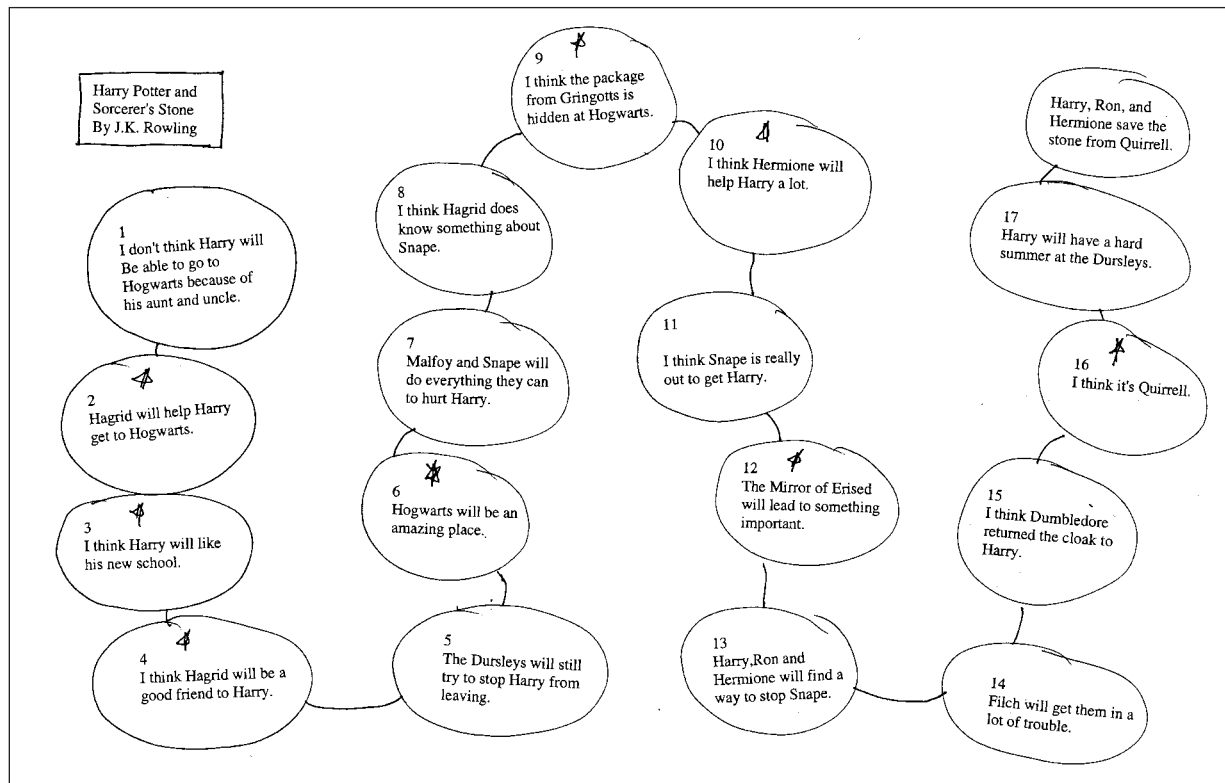 Harry Potter and
Sorcerer's Stone
By J.K. Rowling
1
I don't think Harry will
Be able to go to
Hogwarts because of
his aunt and uncle.
2
Hagrid will help Harry
get to Hogwarts.
3
I think Harry will like
his new school.
4
I think Hagrid will be a
good friend to Harry.
5
The Dursleys will still
try to stop Harry from
leaving.
6
Hogwarts will be an
amazing place.
7
Malfoy and Snape will
do everything they can
to hurt Harry.
8
I think Hagrid does
know something about
Snape.
9
I think the package
from Gringotts is
hidden at Hogwarts.
10
I think Hermione will
help Harry a lot.
11
I think Snape is really
out to get Harry.
12
The Mirror of Erised
will lead to something
important.
13
Harry,Ron and
Hermione will find a
way to stop Snape.
14
Filch will get them in a
lot of trouble.
15
I think Dumbledore
returned the cloak to
Harry.
16
I think it's Quirrell.
17
Harry will have a hard
summer at the Dursleys.
Harry, Ron, and
Hermione save the
stone from Quirrell.